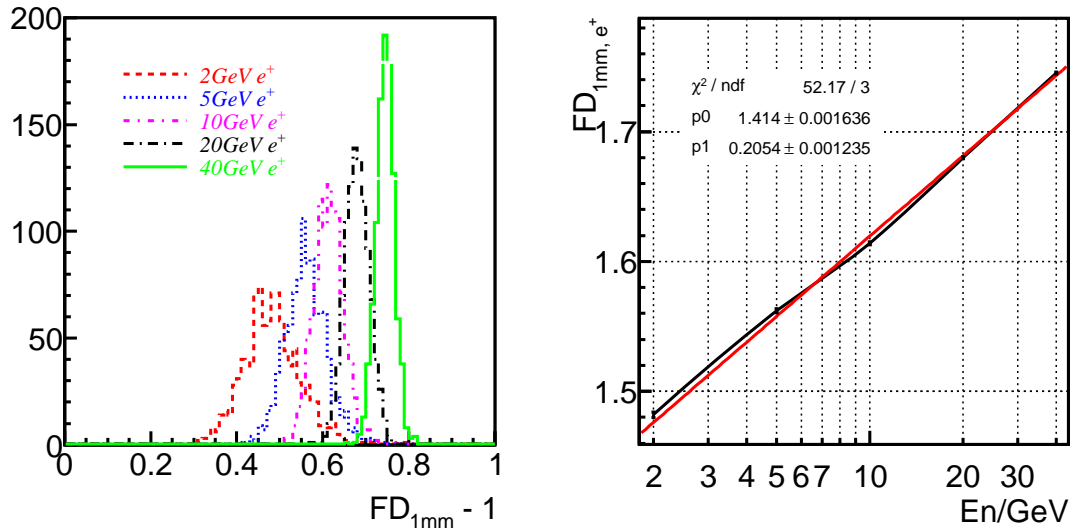 200
150
100
50
0
2GeV e⁺
5GeV e⁺
10GeV e⁺
20GeV e⁺
40GeV e⁺
0 0.2 0.4 0.6 0.8 1
FD₁ₘₘ - 1
FD₁ₘₘ, ₑ₊
1.7
1.6
1.5
χ² / ndf 52.17 / 3
p0 1.414 ± 0.001636
p1 0.2054 ± 0.001235
2 3 4 5 6 7 10 20 30
En/GeV